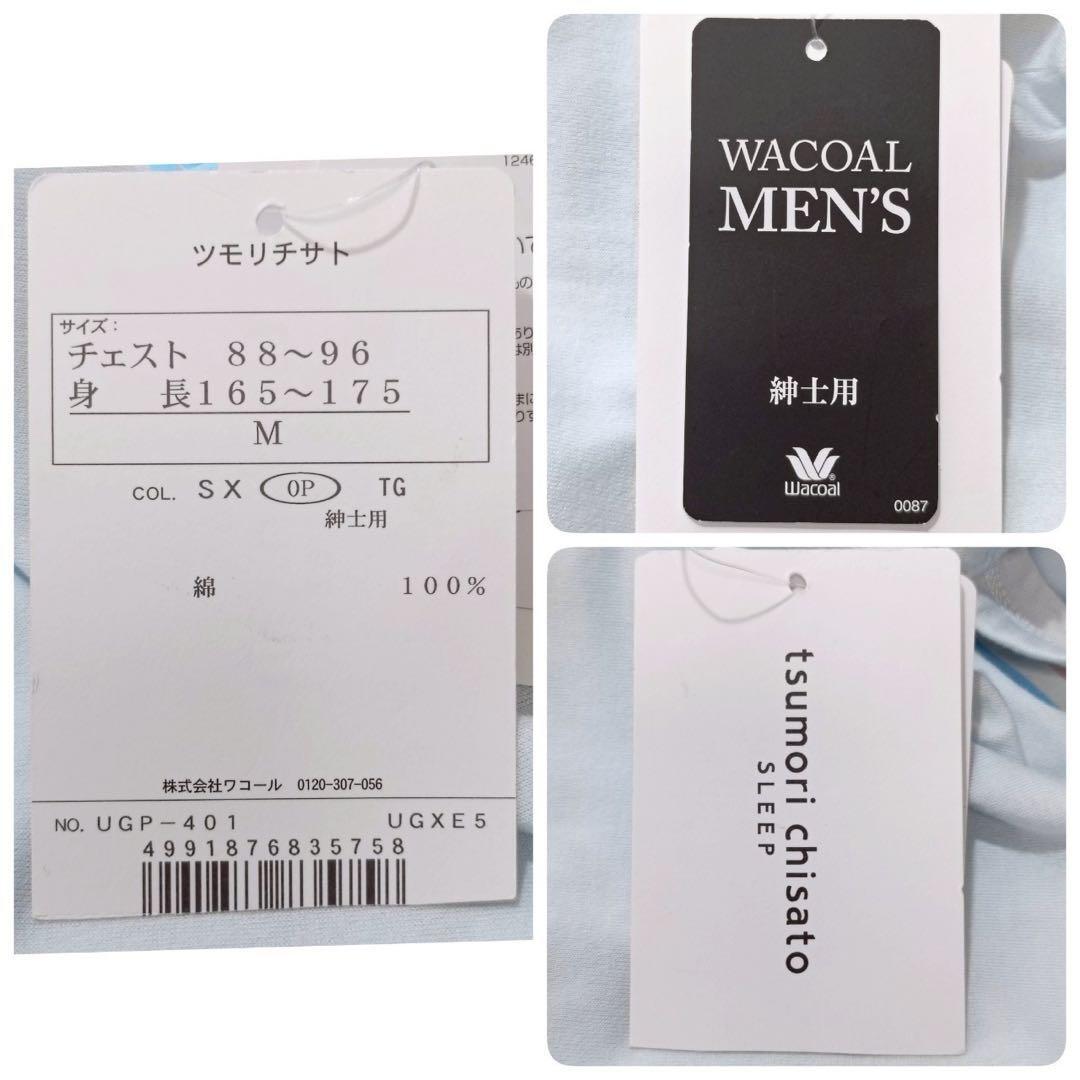 1246
ツモリチサト
サイズ：
チェスト 88～96
身 長165～175
M
COL. SX OP TG
紳士用
綿 100%
株式会社ワコール 0120-307-056
NO. UGP-401 UGXE5
4991876835758
WACOAL
MEN'S
紳士用
Wacoal
0087
tsumori chisato
SLEEP